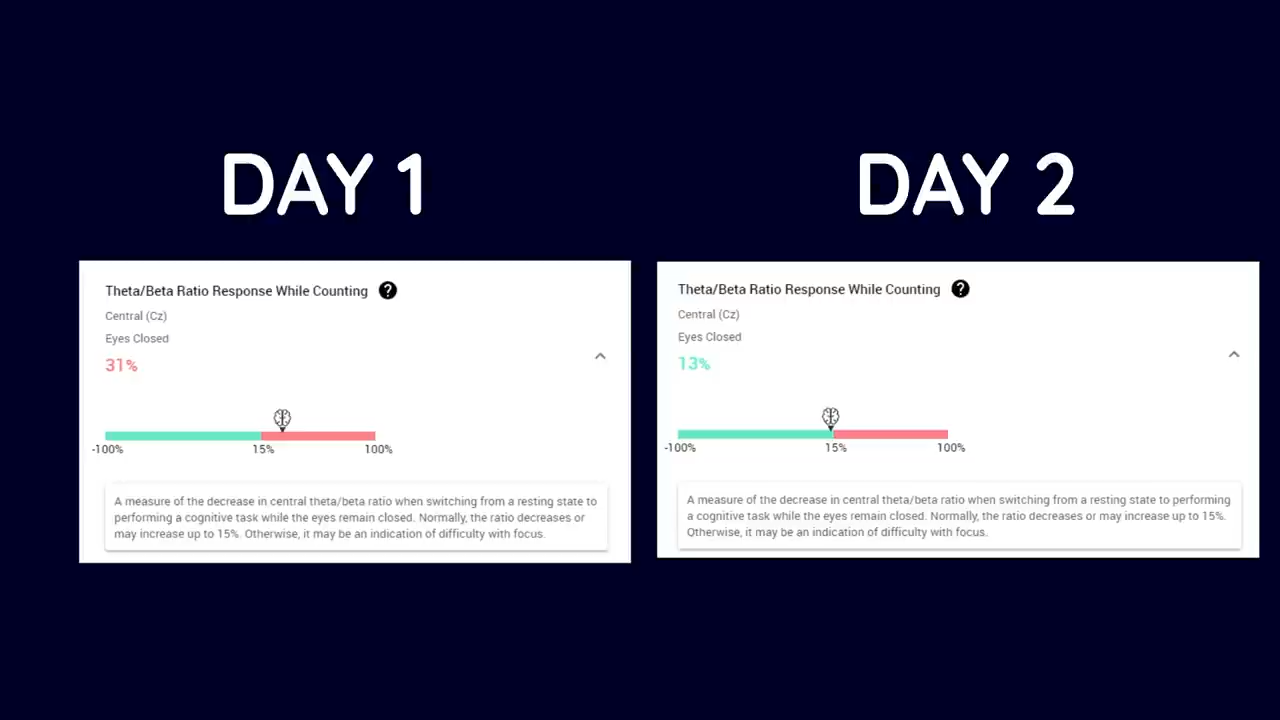 DAY 1
Theta/Beta Ratio Response While Counting ?
Central (Cz)
Eyes Closed
31%
-100% 15% 100%
A measure of the decrease in central theta/beta ratio when switching from a resting state to
performing a cognitive task while the eyes remain closed. Normally, the ratio decreases or
may increase up to 15%. Otherwise, it may be an indication of difficulty with focus.
DAY 2
Theta/Beta Ratio Response While Counting ?
Central (Cz)
Eyes Closed
13%
-100% 15% 100%
A measure of the decrease in central theta/beta ratio when switching from a resting state to performing
a cognitive task while the eyes remain closed. Normally, the ratio decreases or may increase up to 15%.
Otherwise, it may be an indication of difficulty with focus.